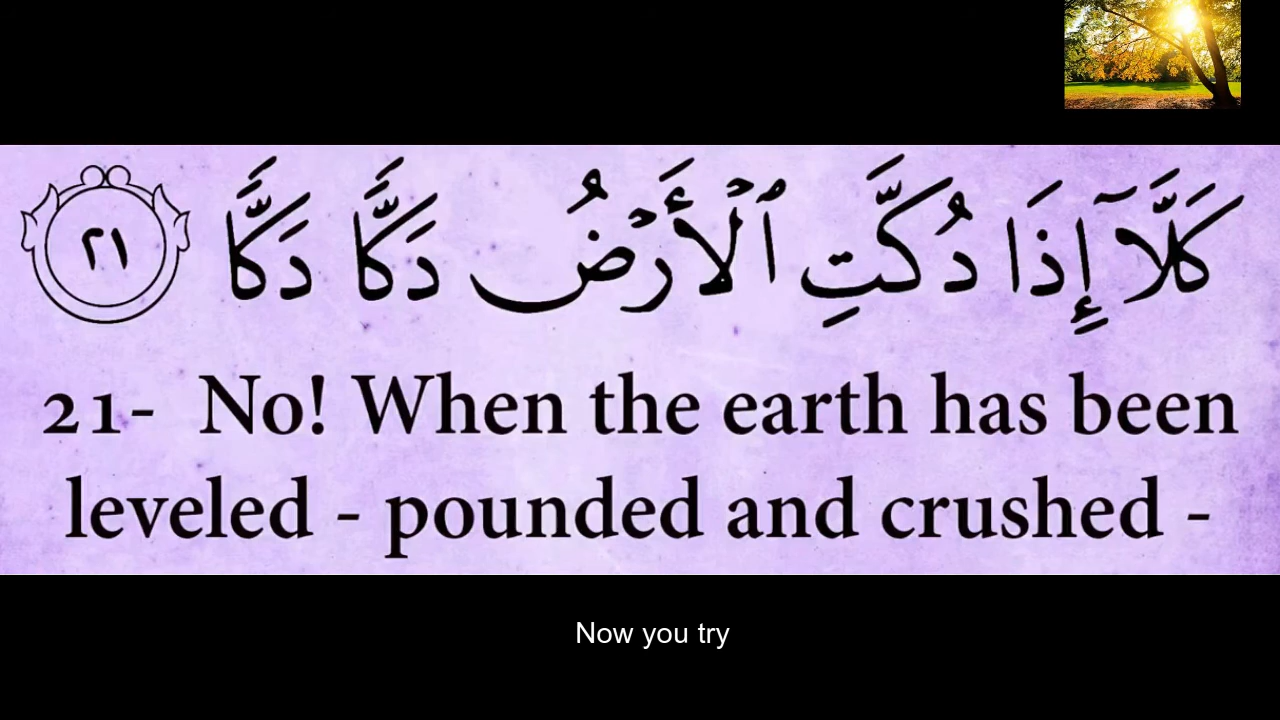 كَلَّآ إِذَا دُكَّتِ ٱلْأَرْضُ دَكًّا دَكًّا ٢١
21- No! When the earth has been
leveled - pounded and crushed -
Now you try